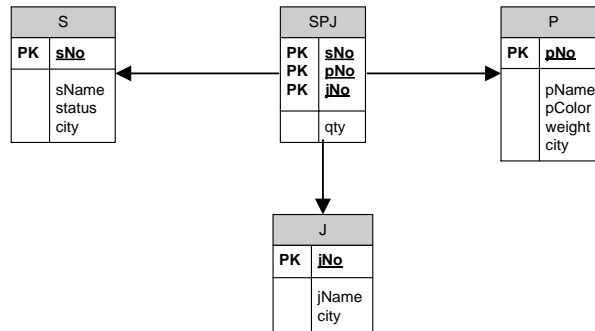 S
PK sNo
sName
status
city
SPJ
PK sNo
PK pNo
PK jNo
qty
P
PK pNo
pName
pColor
weight
city
J
PK jNo
jName
city